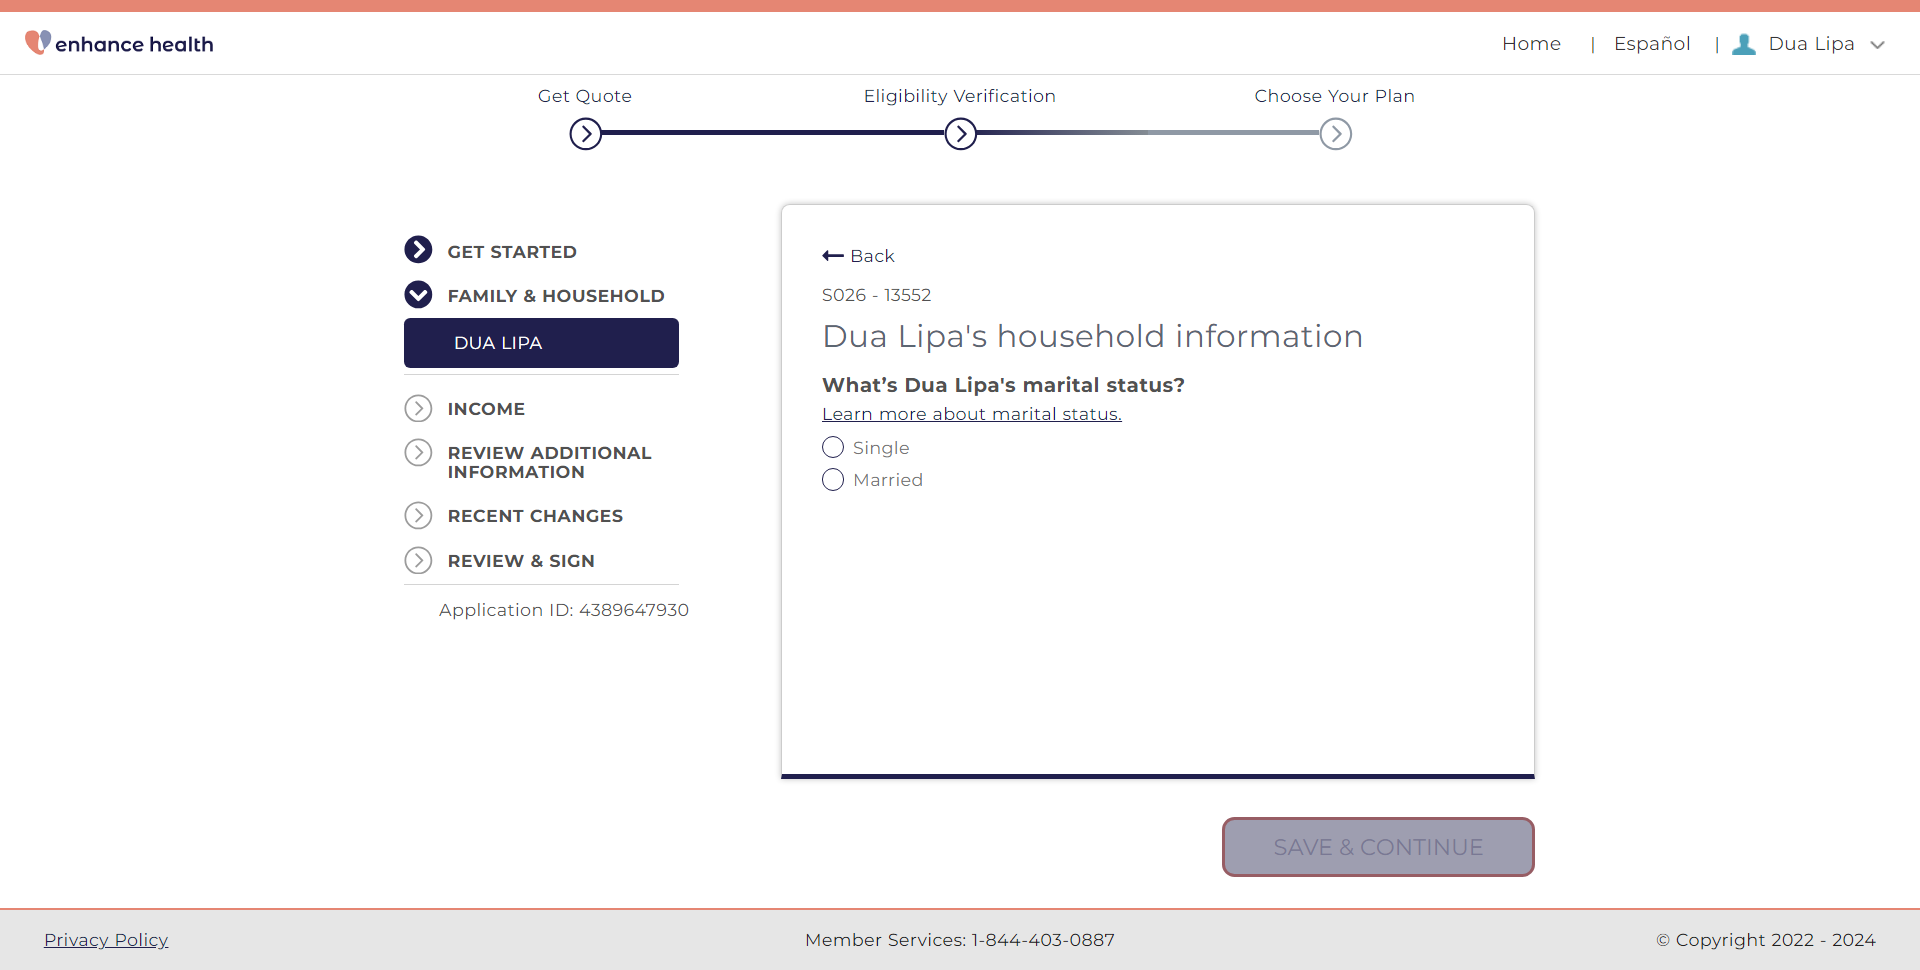 enhance health
Home | Español | Dua Lipa
Get Quote
Eligibility Verification
Choose Your Plan
GET STARTED
FAMILY & HOUSEHOLD
DUA LIPA
INCOME
REVIEW ADDITIONAL
INFORMATION
RECENT CHANGES
REVIEW & SIGN
Application ID: 4389647930
Back
S026 - 13552
Dua Lipa's household information
What’s Dua Lipa's marital status?
Learn more about marital status.
Single
Married
SAVE & CONTINUE
Privacy Policy
Member Services: 1-844-403-0887
© Copyright 2022 - 2024